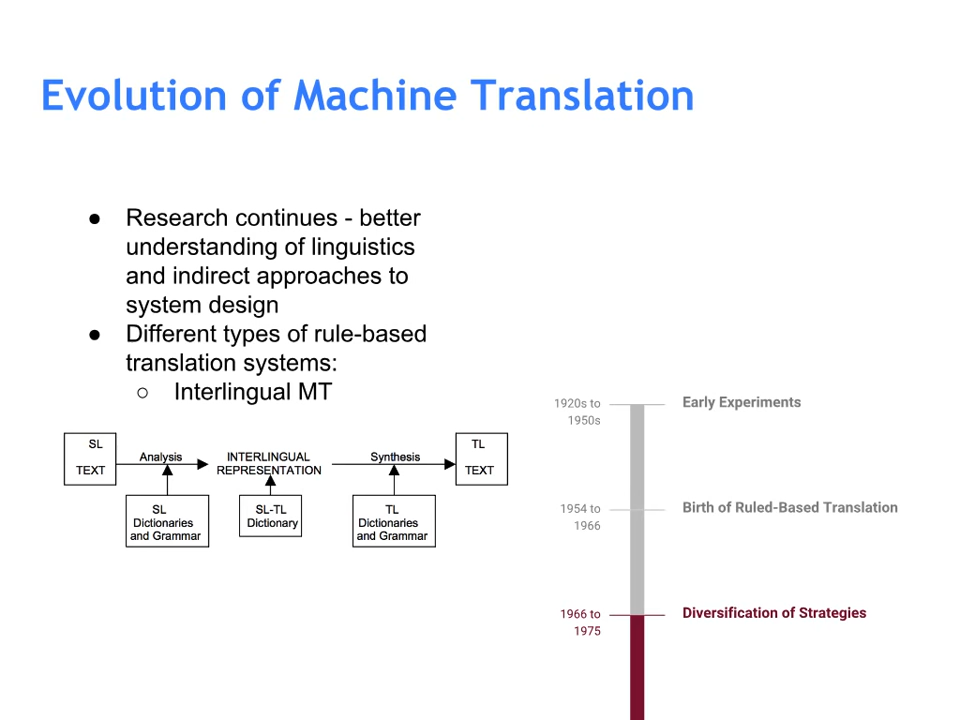 Evolution of Machine Translation
● Research continues - better
understanding of linguistics
and indirect approaches to
system design
● Different types of rule-based
translation systems:
○ Interlingual MT
SL
TEXT
Analysis
INTERLINGUAL
REPRESENTATION
Synthesis
TL
TEXT
SL
Dictionaries
and Grammar
SL-TL
Dictionary
TL
Dictionaries
and Grammar
1920s to
1950s
Early Experiments
1954 to
1966
Birth of Ruled-Based Translation
1966 to
1975
Diversification of Strategies